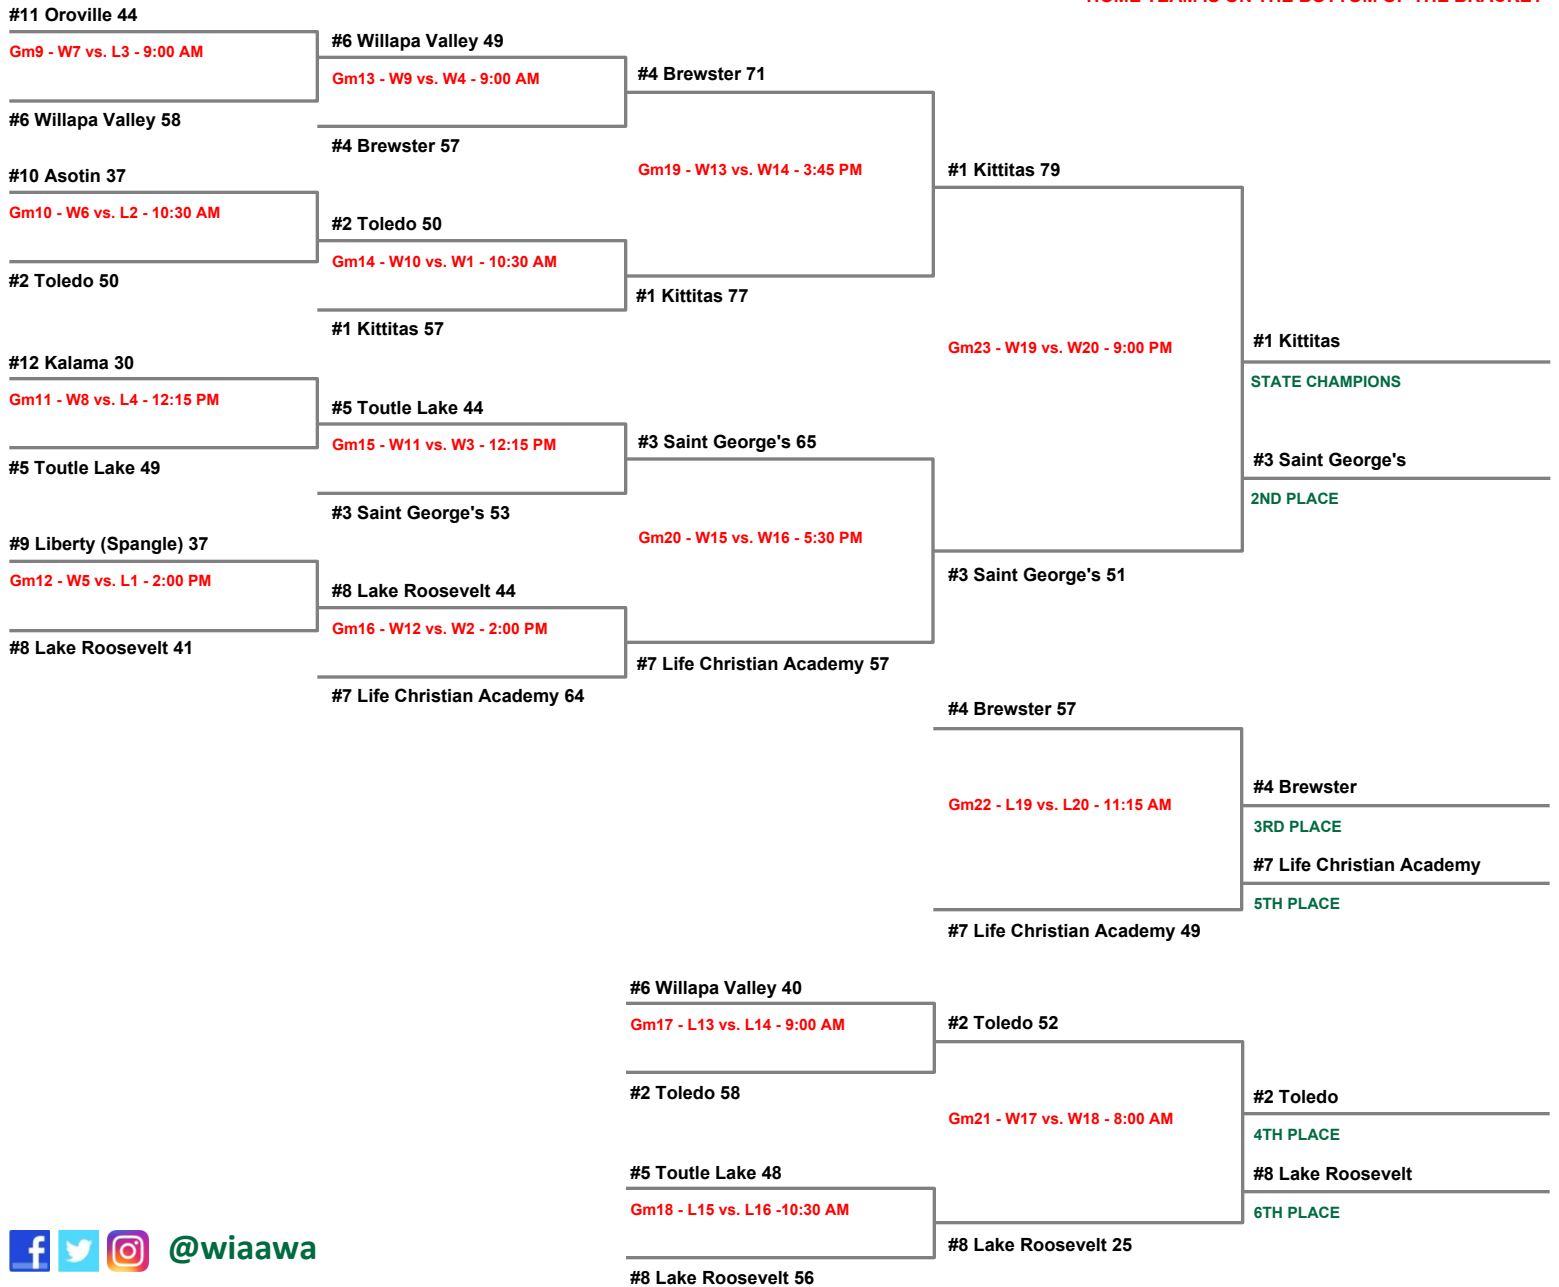 HOME TEAM IS ON THE BOTTOM OF THE BRACKET
#11 Oroville 44
Gm9 - W7 vs. L3 - 9:00 AM
#6 Willapa Valley 58
#10 Asotin 37
Gm10 - W6 vs. L2 - 10:30 AM
#2 Toledo 50
#12 Kalama 30
Gm11 - W8 vs. L4 - 12:15 PM
#5 Toutle Lake 49
#9 Liberty (Spangle) 37
Gm12 - W5 vs. L1 - 2:00 PM
#8 Lake Roosevelt 41
#6 Willapa Valley 49
Gm13 - W9 vs. W4 - 9:00 AM
#4 Brewster 57
#2 Toledo 50
Gm14 - W10 vs. W1 - 10:30 AM
#1 Kittitas 57
#5 Toutle Lake 44
Gm15 - W11 vs. W3 - 12:15 PM
#3 Saint George's 53
#8 Lake Roosevelt 44
Gm16 - W12 vs. W2 - 2:00 PM
#7 Life Christian Academy 64
#4 Brewster 71
Gm19 - W13 vs. W14 - 3:45 PM
#1 Kittitas 77
#3 Saint George's 65
Gm20 - W15 vs. W16 - 5:30 PM
#7 Life Christian Academy 57
#1 Kittitas 79
Gm23 - W19 vs. W20 - 9:00 PM
#3 Saint George's 51
#1 Kittitas
STATE CHAMPIONS
#3 Saint George's
2ND PLACE
#4 Brewster 57
Gm22 - L19 vs. L20 - 11:15 AM
#7 Life Christian Academy 49
#4 Brewster
3RD PLACE
#7 Life Christian Academy
5TH PLACE
#6 Willapa Valley 40
Gm17 - L13 vs. L14 - 9:00 AM
#2 Toledo 58
#5 Toutle Lake 48
Gm18 - L15 vs. L16 -10:30 AM
#8 Lake Roosevelt 56
#2 Toledo 52
Gm21 - W17 vs. W18 - 8:00 AM
#8 Lake Roosevelt 25
#2 Toledo
4TH PLACE
#8 Lake Roosevelt
6TH PLACE
@wiaawa